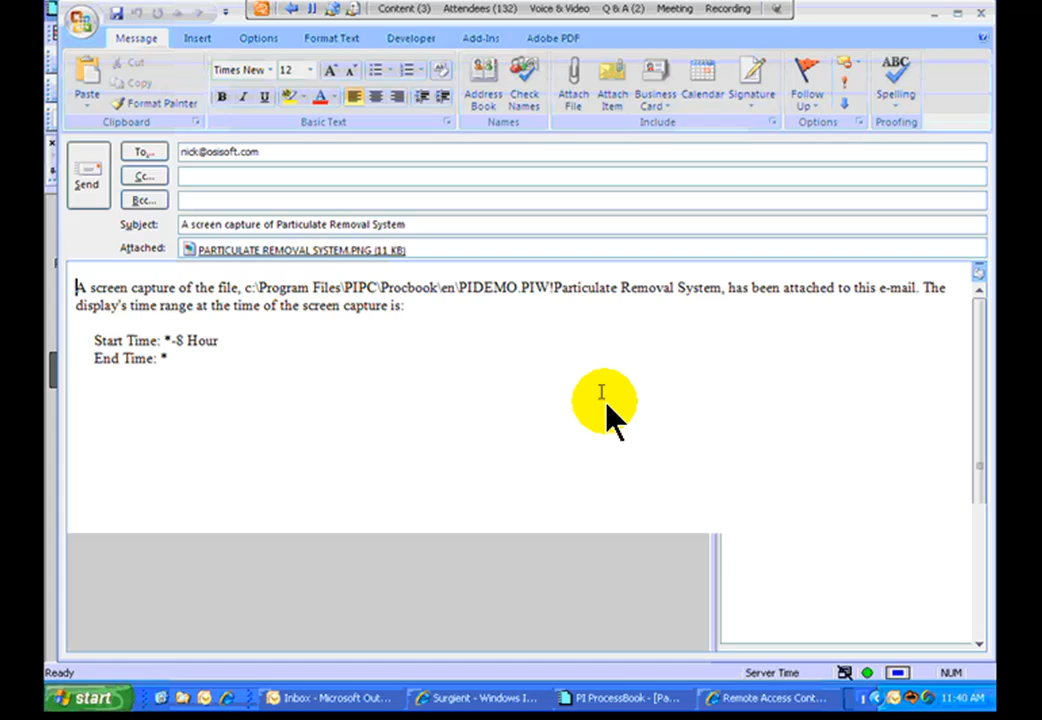 Content (3) Attendees (132) Voice & Video Q & A (2) Meeting Recording
Message Insert Options Format Text Developer Add-Ins Adobe PDF
Cut
Copy
Format Painter
Paste
Clipboard
Times New 12
B I U
Basic Text
Address Book
Check Names
Names
Attach File
Attach Item
Business Card
Calendar
Signature
Include
Follow Up
Options
ABC
Spelling
Proofing
Send
To... nick@osisoft.com
Cc...
Bcc...
Subject: A screen capture of Particulate Removal System
Attached: PARTICULATE REMOVAL SYSTEM.PNG (11 KB)
A screen capture of the file, c:\Program Files\PIPC\Procbook\en\PIDEMO.PIW!Particulate Removal System, has been attached to this e-mail. The
display's time range at the time of the screen capture is:
Start Time: *-8 Hour
End Time: *
Ready Server Time NUM
start Inbox - Microsoft Out... Surgient - Windows I... PI ProcessBook - [Pa... Remote Access Cont... 11:40 AM